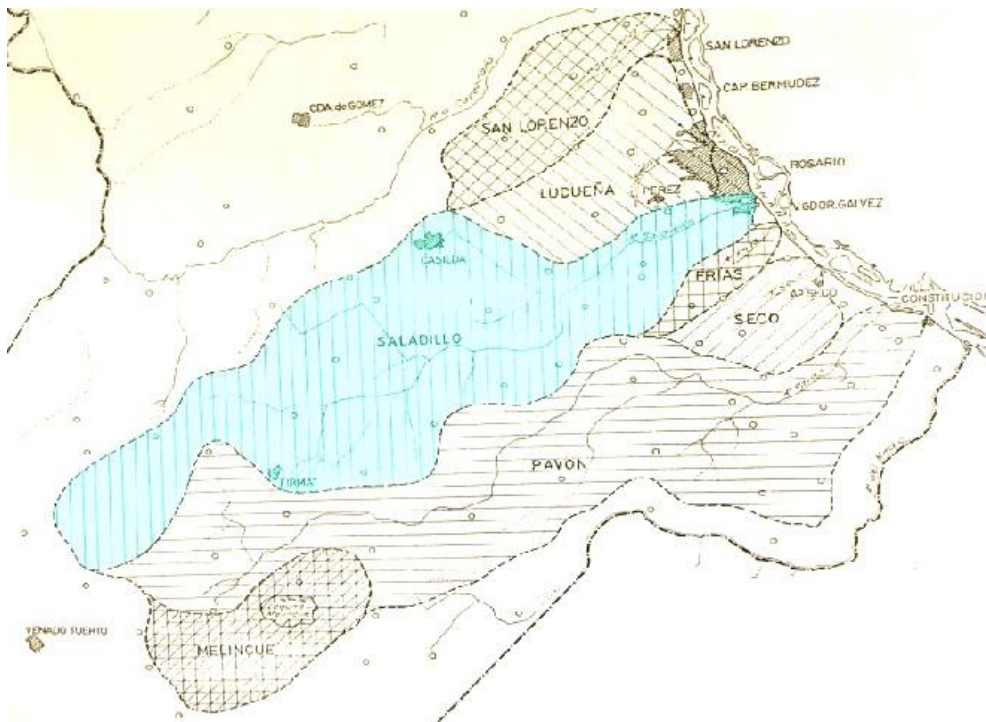 SAN LORENZO
CAP. BERMUDEZ
CDA de GOMEZ
SAN LORENZO
ROSARIO
LUDUEÑA
PEREZ
V. GDOR. GALVEZ
CASILDA
FRIAS
VILLA
CONSTITUCION
SECO
SALADILLO
PAVON
FIRMAT
VENADO TUERTO
MELINCUE